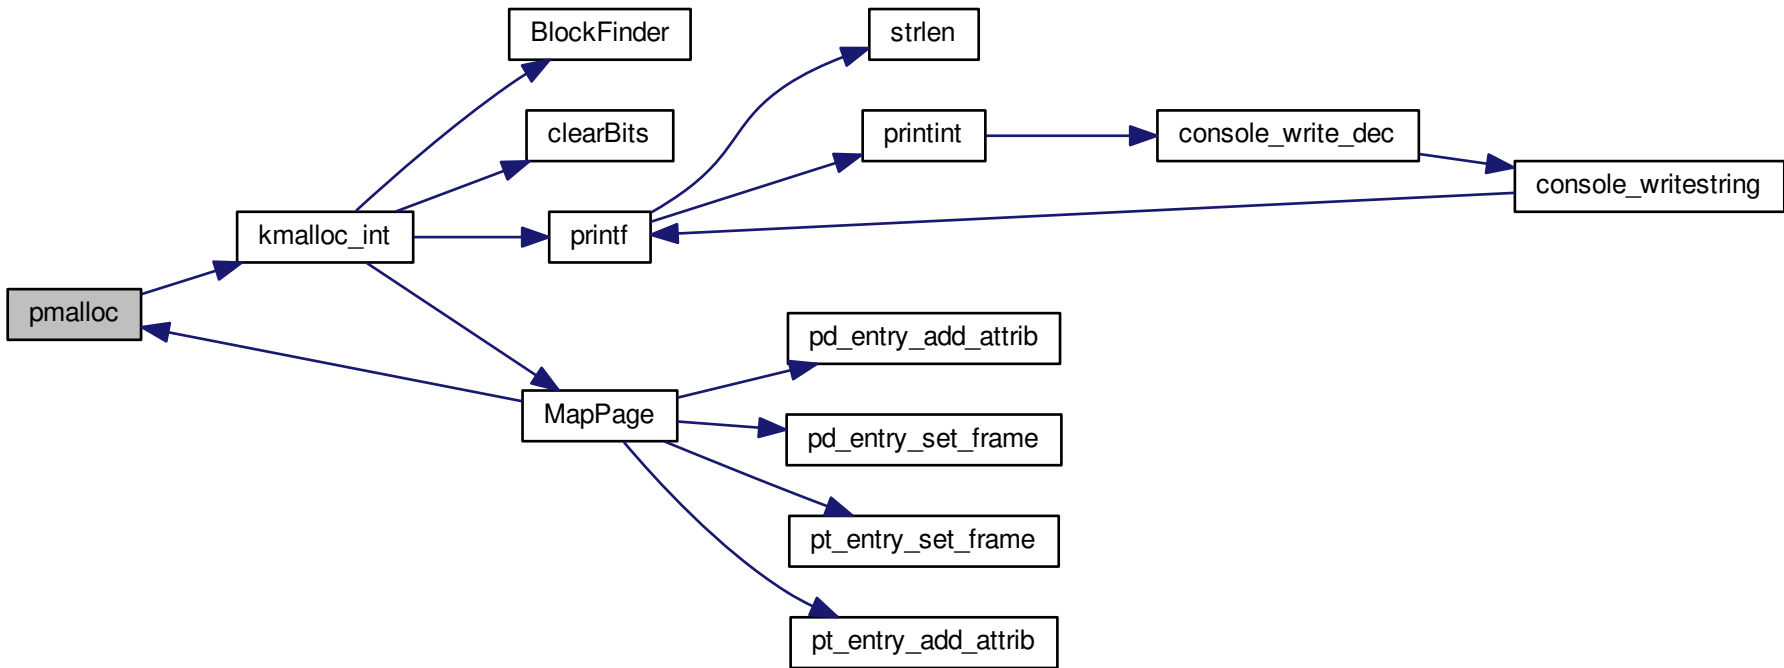 BlockFinder
strlen
clearBits
printint
console_write_dec
console_writestring
kmalloc_int
printf
pmalloc
pd_entry_add_attrib
MapPage
pd_entry_set_frame
pt_entry_set_frame
pt_entry_add_attrib